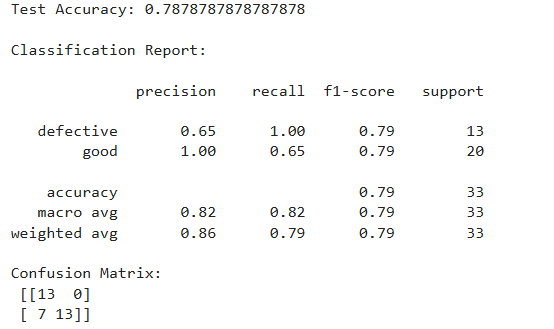 Test Accuracy: 0.7878787878787878
Classification Report:
precision recall f1-score support
defective 0.65 1.00 0.79 13
good 1.00 0.65 0.79 20
accuracy 0.79 33
macro avg 0.82 0.82 0.79 33
weighted avg 0.86 0.79 0.79 33
Confusion Matrix:
[[13 0]
[ 7 13]]